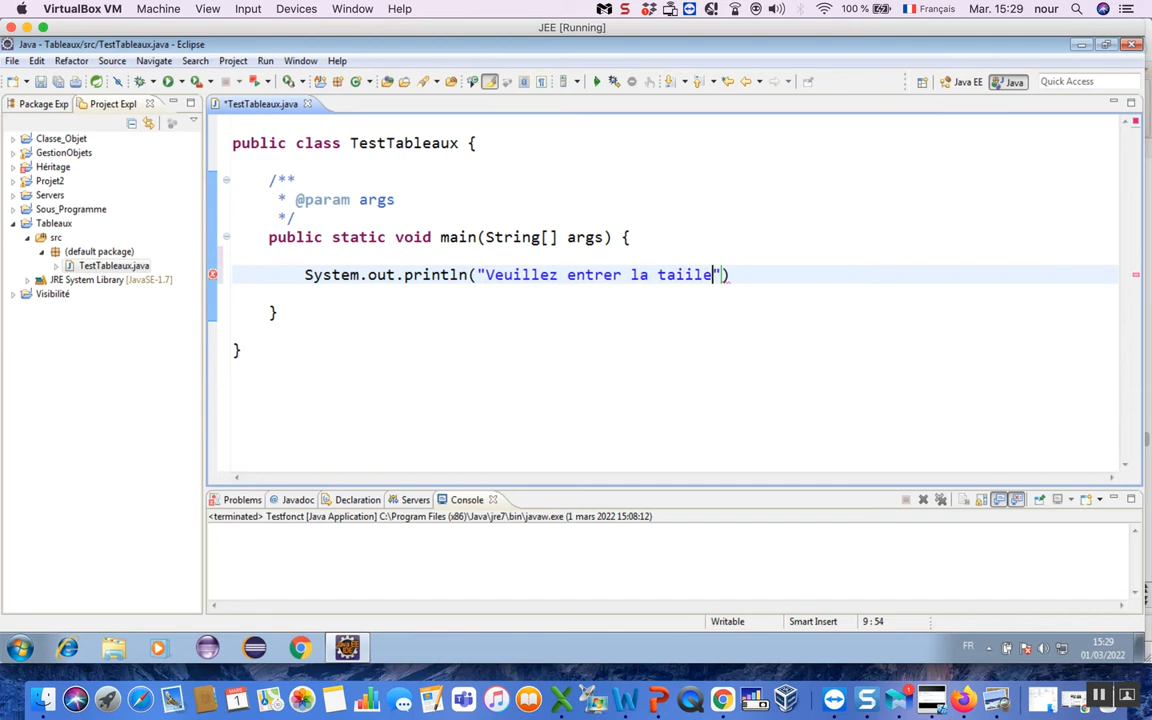 VirtualBox VM Machine View Input Devices Window Help 100 % Français Mar. 15:29 nour
JEE [Running]
Java - Tableaux/src/TestTableaux.java - Eclipse
File Edit Refactor Source Navigate Search Project Run Window Help
Java EE Java Quick Access
Package Exp Project Expl
*TestTableaux.java
Classe_Objet
GestionObjets
Héritage
Projet2
Servers
Sous_Programme
Tableaux
src
(default package)
TestTableaux.java
JRE System Library [JavaSE-1.7]
Visibilité
public class TestTableaux {
/**
* @param args
*/
public static void main(String[] args) {
System.out.println("Veuillez entrer la taiile")
}
}
Problems Javadoc Declaration Servers Console
<terminated> Testfonct [Java Application] C:\Program Files (x86)\Java\jre7\bin\javaw.exe (1 mars 2022 15:08:12)
Writable Smart Insert 9 : 54
FR 15:29
01/03/2022